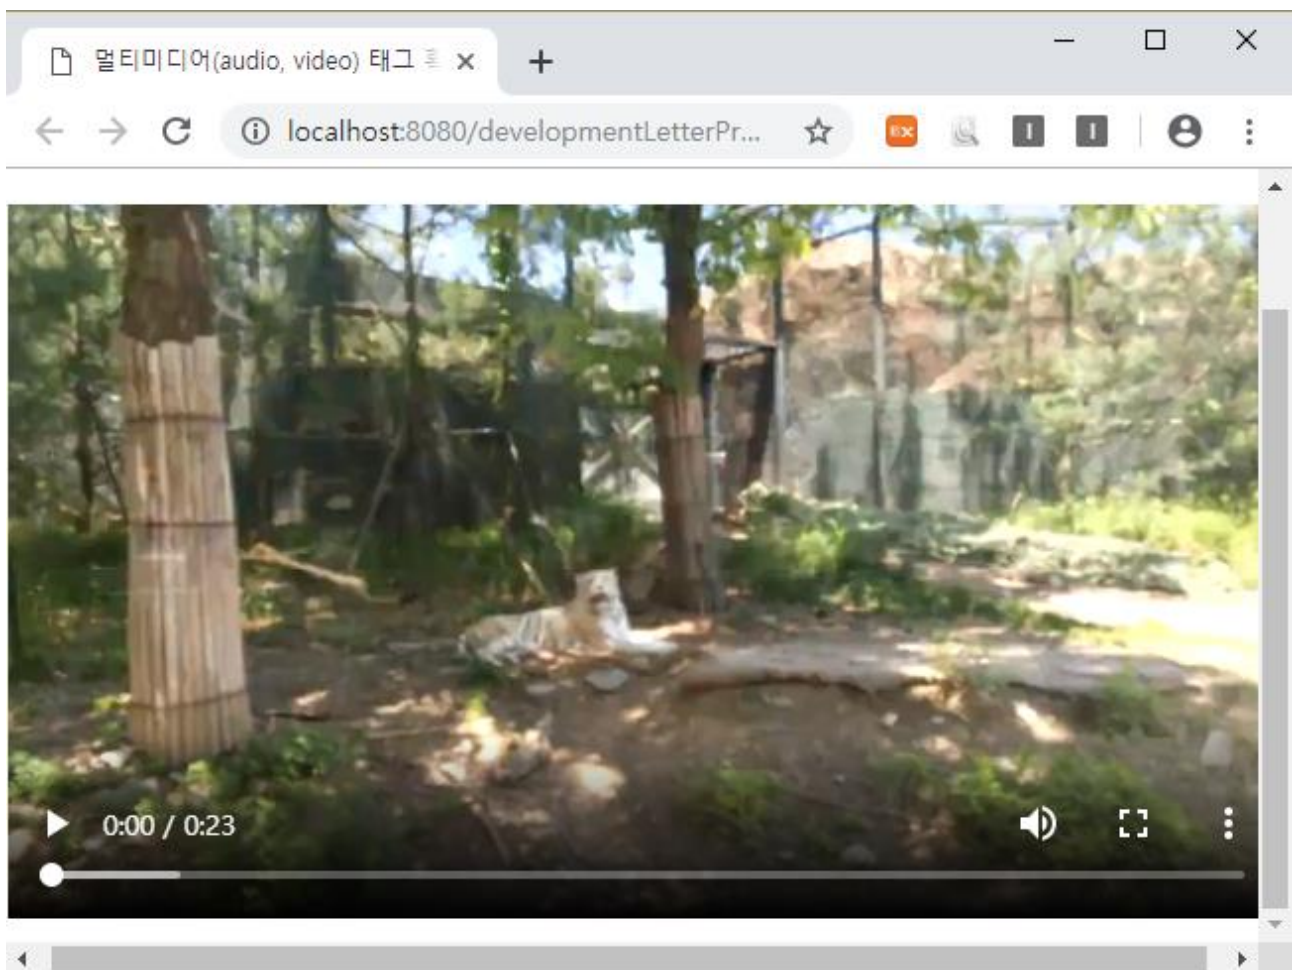 멀티미디어(audio, video) 태그
localhost:8080/developmentLetterPr...
0:00 / 0:23